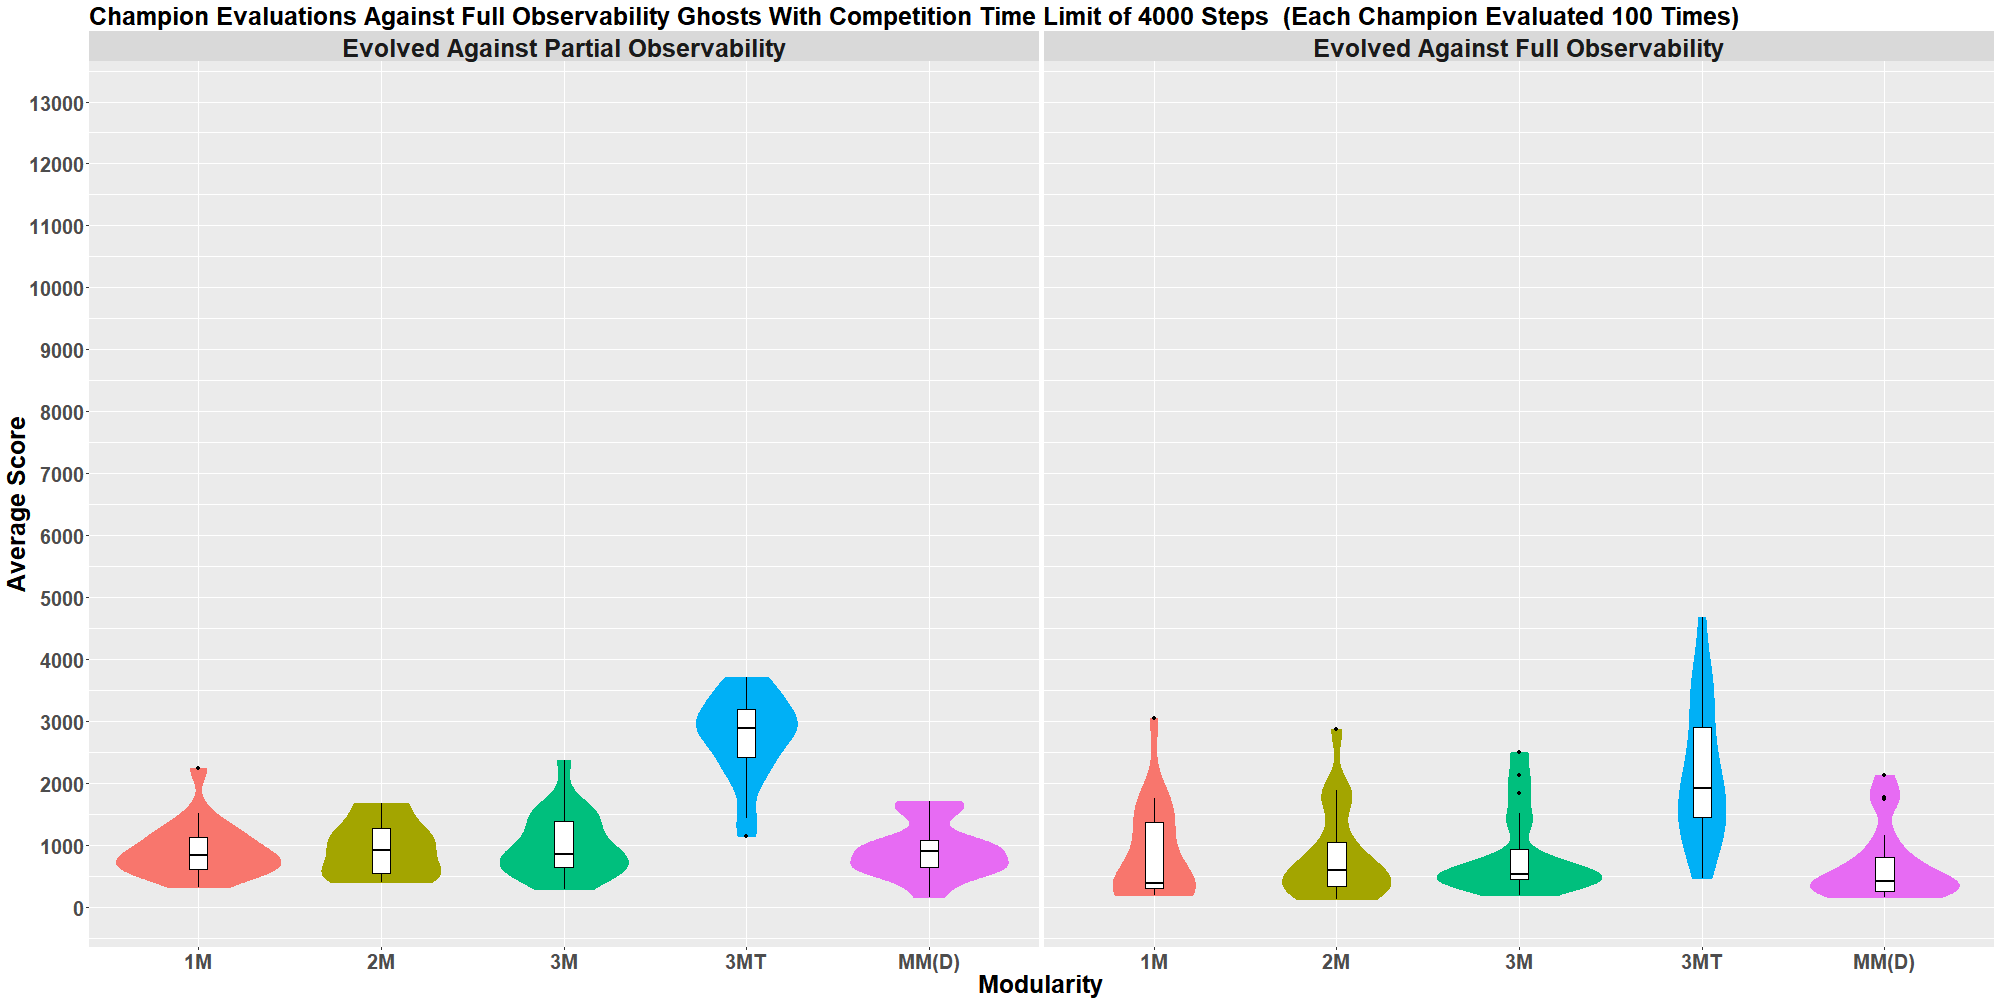 Champion Evaluations Against Full Observability Ghosts With Competition Time Limit of 4000 Steps  (Each Champion Evaluated 100 Times)
Evolved Against Partial Observability
Evolved Against Full Observability
Average Score
13000
12000
11000
10000
9000
8000
7000
6000
5000
4000
3000
2000
1000
0
1M 2M 3M 3MT MM(D)
1M 2M 3M 3MT MM(D)
Modularity